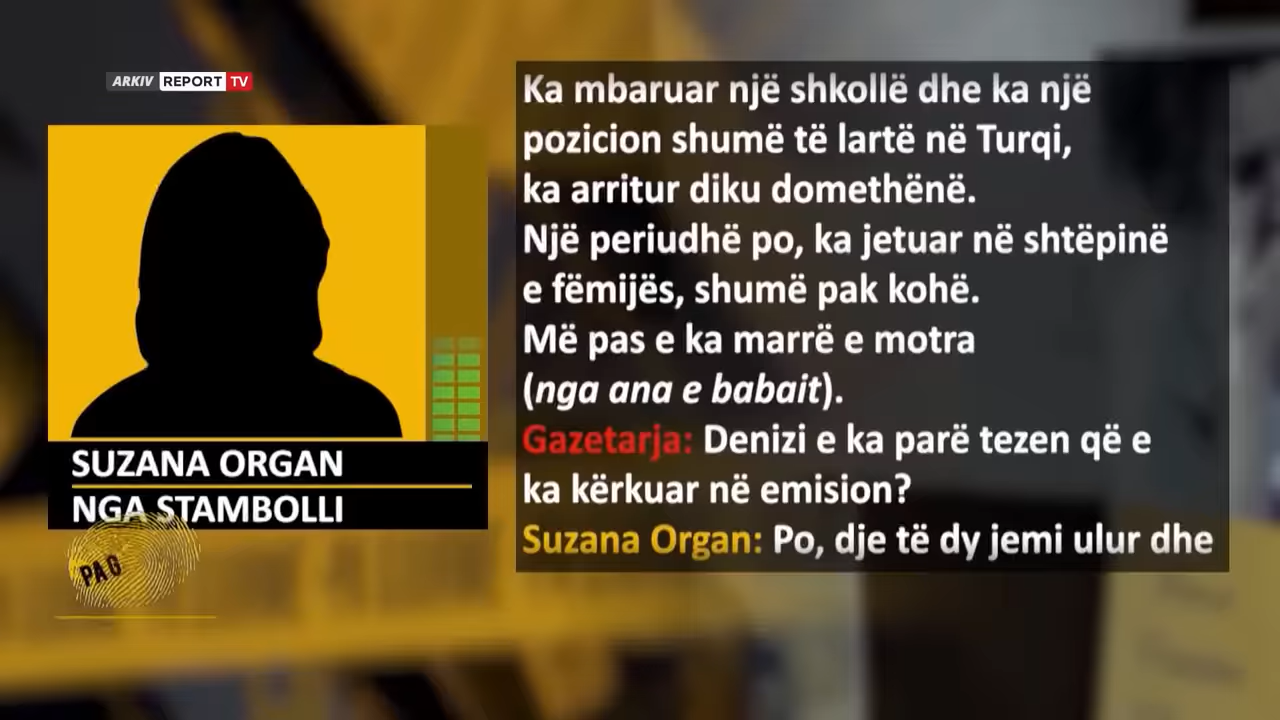 ARKIV REPORT TV
Ka mbaruar një shkollë dhe ka një
pozicion shumë të lartë në Turqi,
ka arritur diku domethënë.
Një periudhë po, ka jetuar në shtëpinë
e fëmijës, shumë pak kohë.
Më pas e ka marrë e motra
(nga ana e babait).
Gazetarja: Denizi e ka parë tezen që e
ka kërkuar në emision?
Suzana Organ: Po, dje të dy jemi ulur dhe
SUZANA ORGAN
NGA STAMBOLLI
PA G